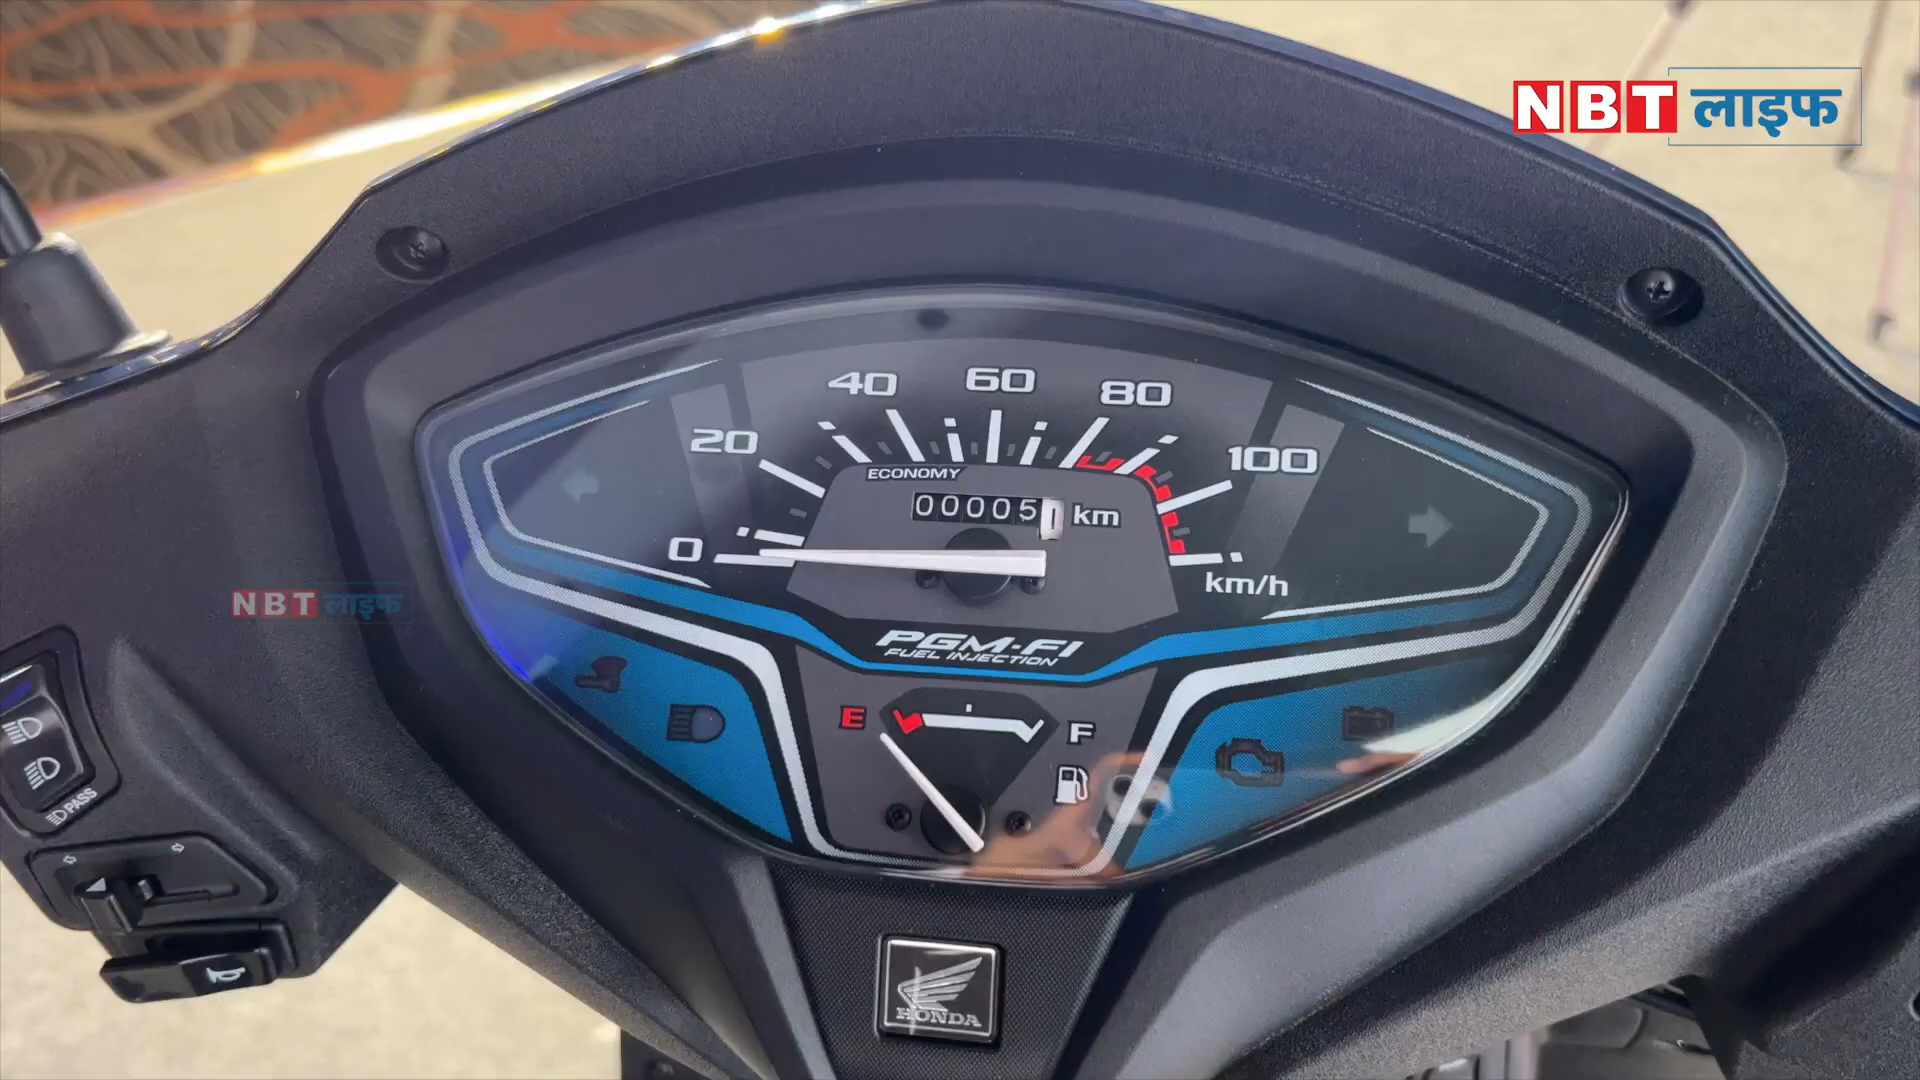 NBT लाइफ
40 60 80
20 100
ECONOMY
000050 km
0
km/h
NBT लाइफ
PGM-FI
FUEL INJECTION
E F
PASS
HONDA